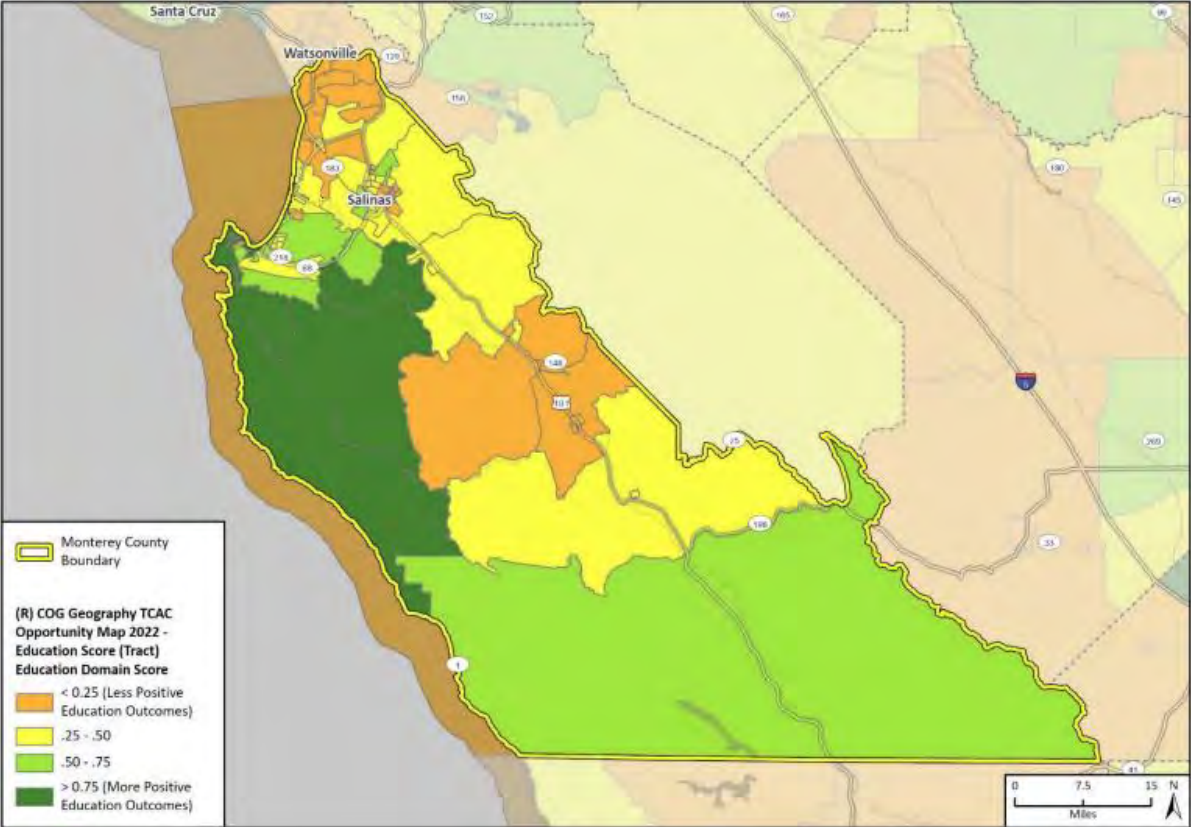 Santa Cruz
152
165
99
Watsonville
129
156
183
180
145
Salinas
218
68
146
101
5
25
269
198
33
1
41
Monterey County
Boundary
(R) COG Geography TCAC
Opportunity Map 2022 -
Education Score (Tract)
Education Domain Score
< 0.25 (Less Positive
Education Outcomes)
.25 - .50
.50 - .75
> 0.75 (More Positive
Education Outcomes)
0 7.5 15 N
Miles